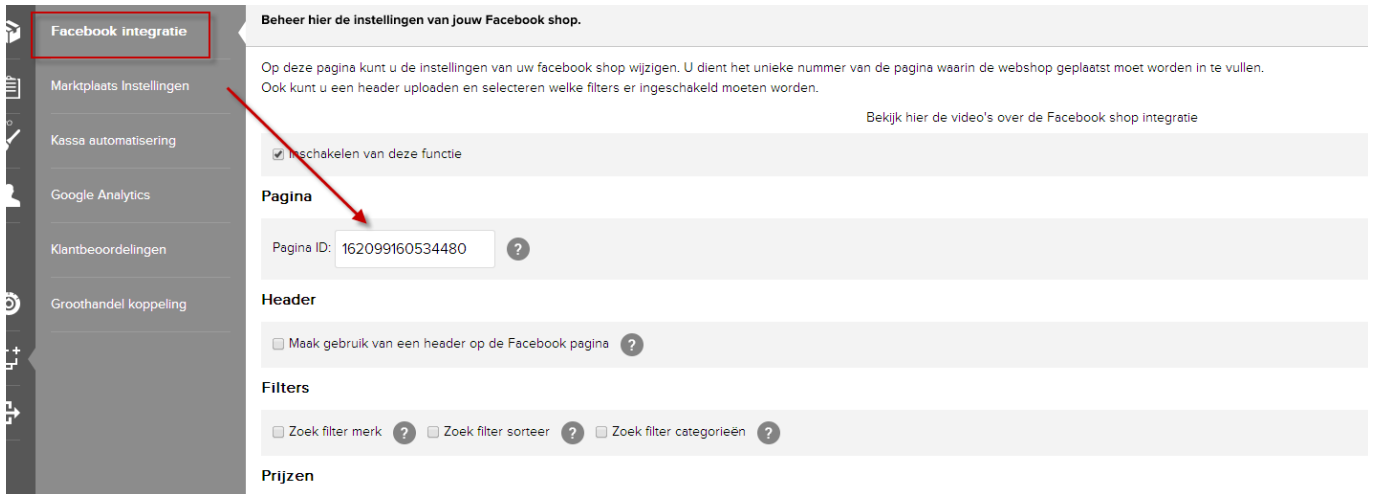 Facebook integratie
Marktplaats Instellingen
Kassa automatisering
Google Analytics
Klantbeoordelingen
Groothandel koppeling
Beheer hier de instellingen van jouw Facebook shop.
Op deze pagina kunt u de instellingen van uw facebook shop wijzigen. U dient het unieke nummer van de pagina waarin de webshop geplaatst moet worden in te vullen.
Ook kunt u een header uploaden en selecteren welke filters er ingeschakeld moeten worden.
Bekijk hier de video's over de Facebook shop integratie
Inschakelen van deze functie
Pagina
Pagina ID: 162099160534480 ?
Header
Maak gebruik van een header op de Facebook pagina ?
Filters
Zoek filter merk ? Zoek filter sorteer ? Zoek filter categorieën ?
Prijzen